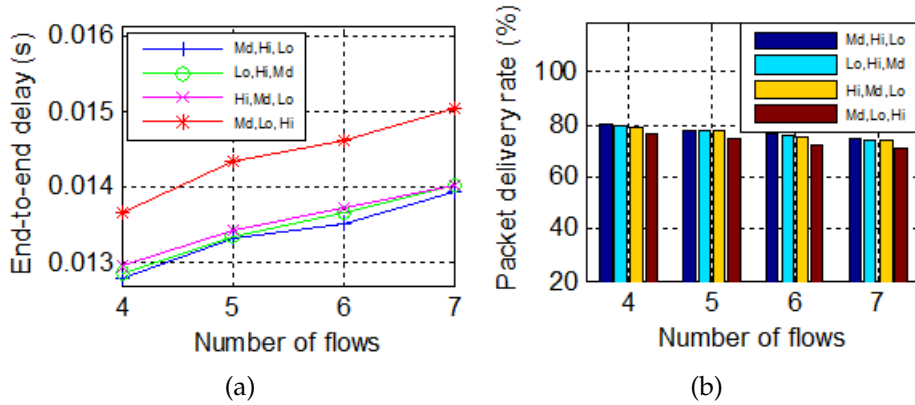 End-to-end delay (s)
0.016
0.015
0.014
0.013
Md,Hi,Lo
Lo,Hi,Md
Hi,Md,Lo
Md,Lo,Hi
4 5 6 7
Number of flows
(a)
Packet delivery rate (%)
100
80
60
40
20
Md,Hi,Lo
Lo,Hi,Md
Hi,Md,Lo
Md,Lo,Hi
4 5 6 7
Number of flows
(b)